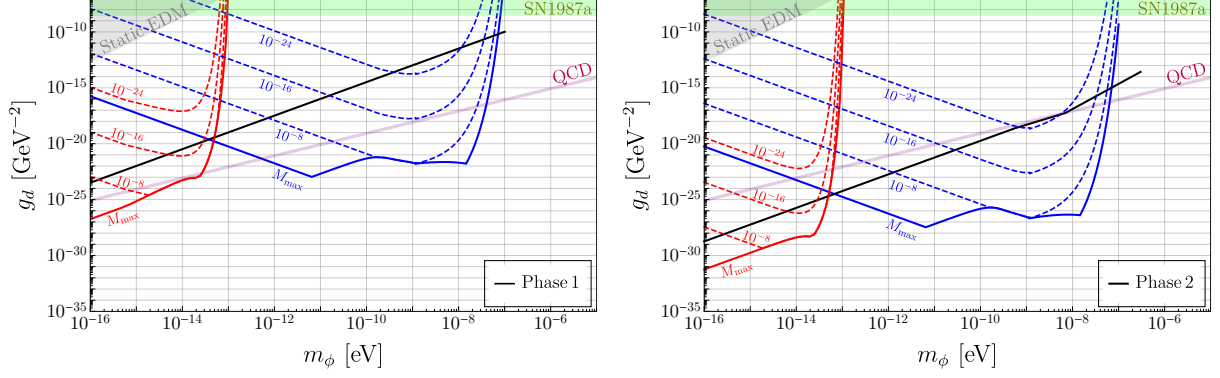 SN1987a
Static EDM
QCD
10⁻²⁴
10⁻¹⁶
10⁻⁸
M_max
10⁻²⁴
10⁻¹⁶
10⁻⁸
M_max
Phase 1
10⁻¹⁰
10⁻¹⁵
10⁻²⁰
10⁻²⁵
10⁻³⁰
10⁻³⁵
g_d [GeV⁻²]
10⁻¹⁶ 10⁻¹⁴ 10⁻¹² 10⁻¹⁰ 10⁻⁸ 10⁻⁶
m_ϕ [eV]
SN1987a
Static EDM
QCD
10⁻²⁴
10⁻¹⁶
10⁻⁸
M_max
10⁻²⁴
10⁻¹⁶
10⁻⁸
M_max
Phase 2
10⁻¹⁰
10⁻¹⁵
10⁻²⁰
10⁻²⁵
10⁻³⁰
10⁻³⁵
g_d [GeV⁻²]
10⁻¹⁶ 10⁻¹⁴ 10⁻¹² 10⁻¹⁰ 10⁻⁸ 10⁻⁶
m_ϕ [eV]